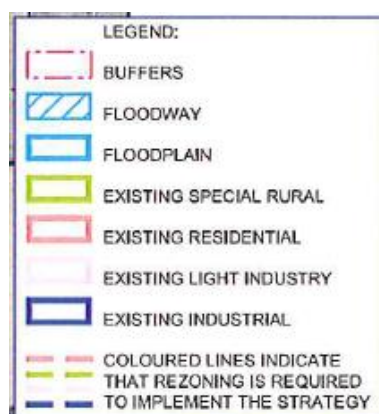 LEGEND:
BUFFERS
FLOODWAY
FLOODPLAIN
EXISTING SPECIAL RURAL
EXISTING RESIDENTIAL
EXISTING LIGHT INDUSTRY
EXISTING INDUSTRIAL
COLOURED LINES INDICATE
THAT REZONING IS REQUIRED
TO IMPLEMENT THE STRATEGY